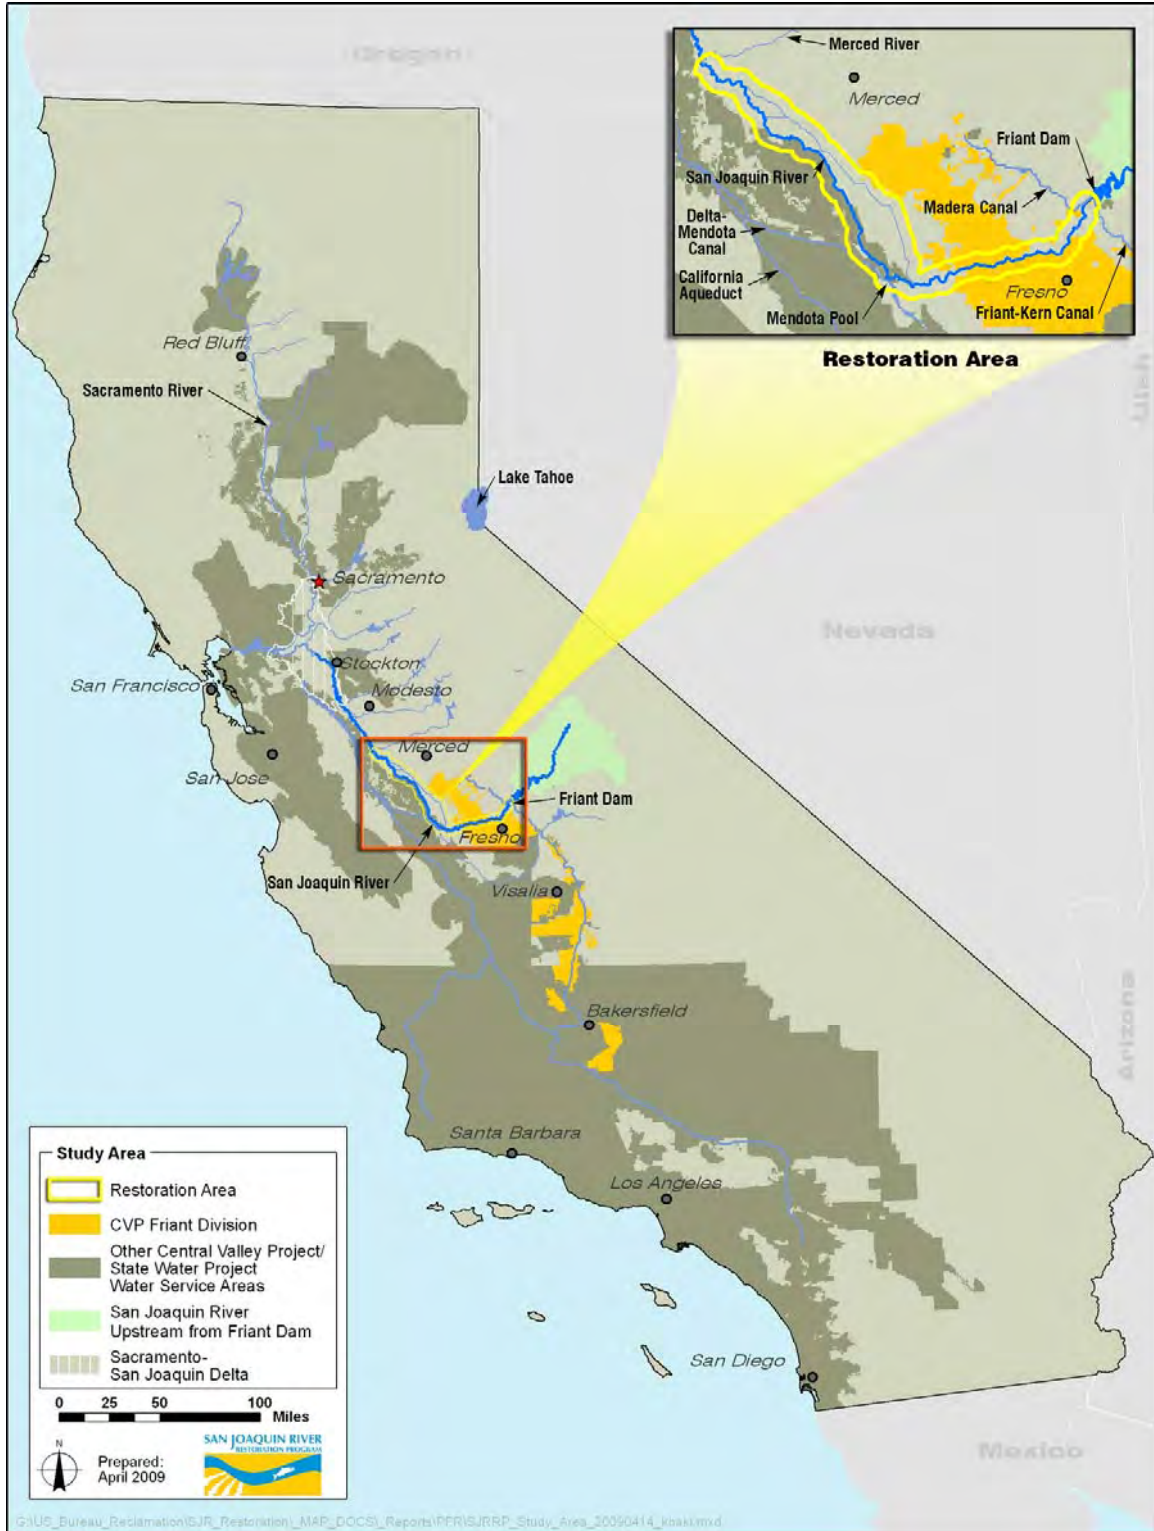 Oregon
Merced River
Merced
Friant Dam
San Joaquin River
Madera Canal
Delta-
Mendota
Canal
California
Aqueduct
Fresno
Mendota Pool
Friant-Kern Canal
Restoration Area
Utah
Red Bluff
Sacramento River
Lake Tahoe
Sacramento
Nevada
Stockton
San Francisco
Modesto
Merced
San Jose
Friant Dam
Fresno
San Joaquin River
Visalia
Arizona
Bakersfield
Santa Barbara
Los Angeles
San Diego
Mexico
Study Area
Restoration Area
CVP Friant Division
Other Central Valley Project/
State Water Project
Water Service Areas
San Joaquin River
Upstream from Friant Dam
Sacramento-
San Joaquin Delta
0 25 50 100
Miles
N
Prepared:
April 2009
SAN JOAQUIN RIVER
RESTORATION PROGRAM